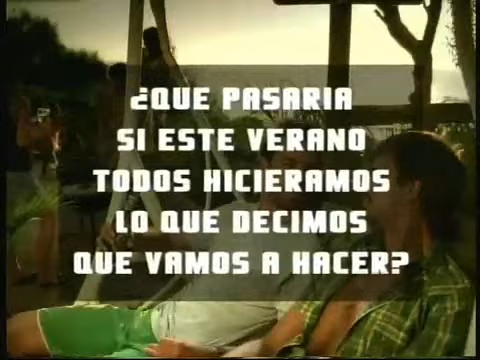 ¿QUE PASARIA
SI ESTE VERANO
TODOS HICIERAMOS
LO QUE DECIMOS
QUE VAMOS A HACER?